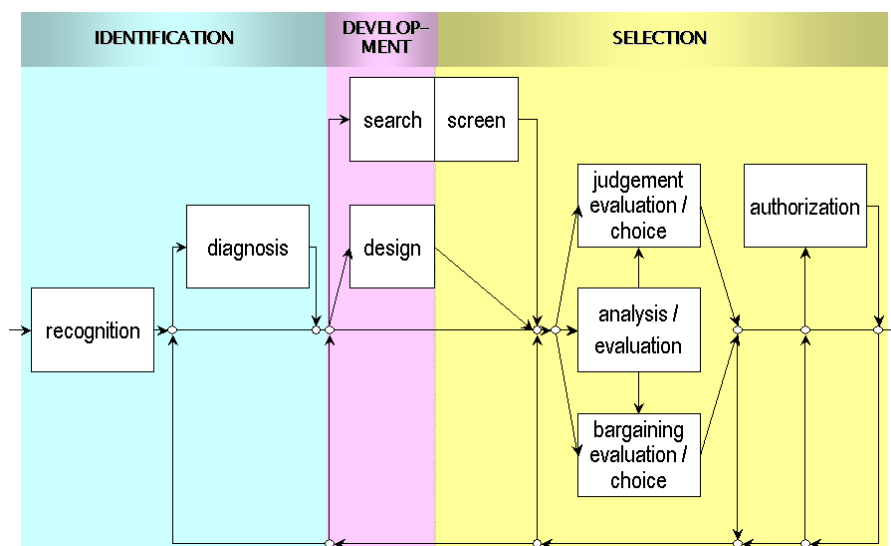 IDENTIFICATION
DEVELOP-
MENT
SELECTION
search
screen
judgement
evaluation /
choice
authorization
diagnosis
design
recognition
analysis /
evaluation
bargaining
evaluation /
choice